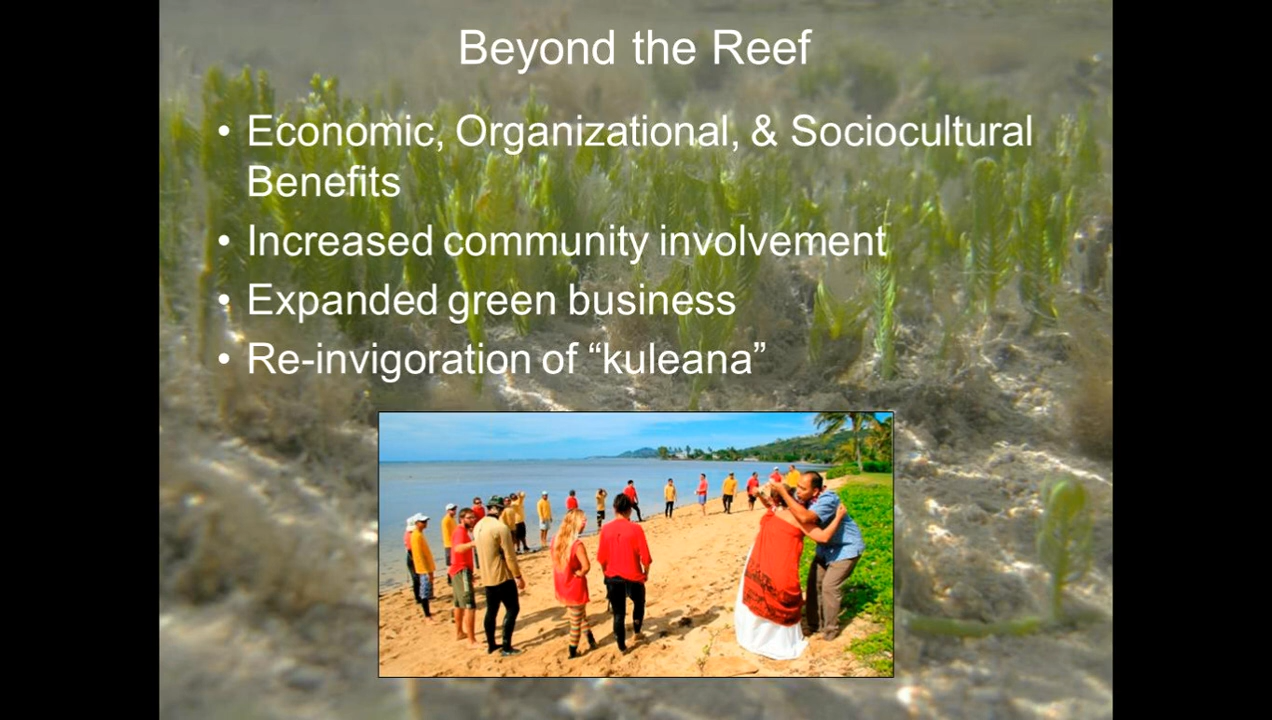 Beyond the Reef
• Economic, Organizational, & Sociocultural
Benefits
• Increased community involvement
• Expanded green business
• Re-invigoration of “kuleana”